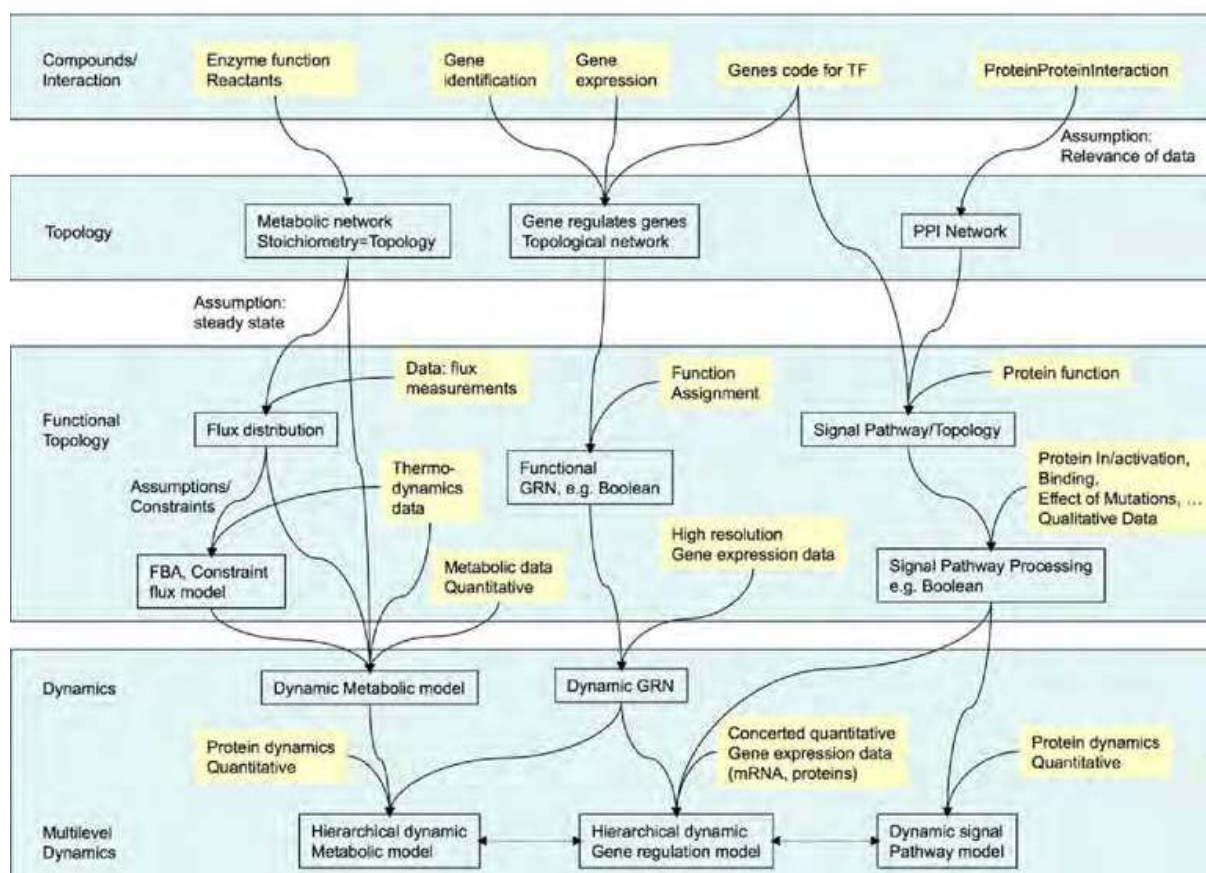 Compounds/
Interaction
Enzyme function
Reactants
Gene
identification
Gene
expression
Genes code for TF
ProteinProteinInteraction
Assumption:
Relevance of data
Topology
Metabolic network
Stoichiometry=Topology
Gene regulates genes
Topological network
PPI Network
Assumption:
steady state
Functional
Topology
Data: flux
measurements
Function
Assignment
Protein function
Flux distribution
Signal Pathway/Topology
Assumptions/
Constraints
Thermo-
dynamics
data
Functional
GRN, e.g. Boolean
Protein In/activation,
Binding,
Effect of Mutations, ...
Qualitative Data
High resolution
Gene expression data
FBA, Constraint
flux model
Metabolic data
Quantitative
Signal Pathway Processing
e.g. Boolean
Dynamics
Dynamic Metabolic model
Dynamic GRN
Protein dynamics
Quantitative
Concerted quantitative
Gene expression data
(mRNA, proteins)
Protein dynamics
Quantitative
Multilevel
Dynamics
Hierarchical dynamic
Metabolic model
Hierarchical dynamic
Gene regulation model
Dynamic signal
Pathway model